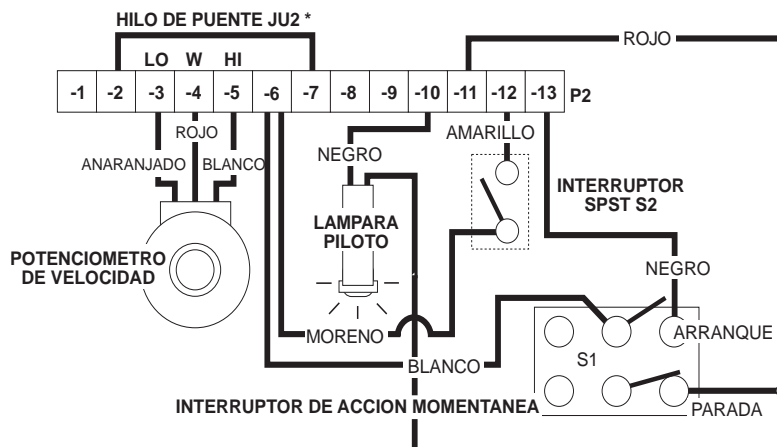 HILO DE PUENTE JU2 *
ROJO
LO W HI
-1 -2 -3 -4 -5 -6 -7 -8 -9 -10 -11 -12 -13 P2
ROJO
AMARILLO
NEGRO
ANARANJADO BLANCO
INTERRUPTOR
SPST S2
LAMPARA
PILOTO
POTENCIOMETRO
DE VELOCIDAD
NEGRO
MORENO
ARRANQUE
S1
BLANCO
INTERRUPTOR DE ACCION MOMENTANEA
PARADA